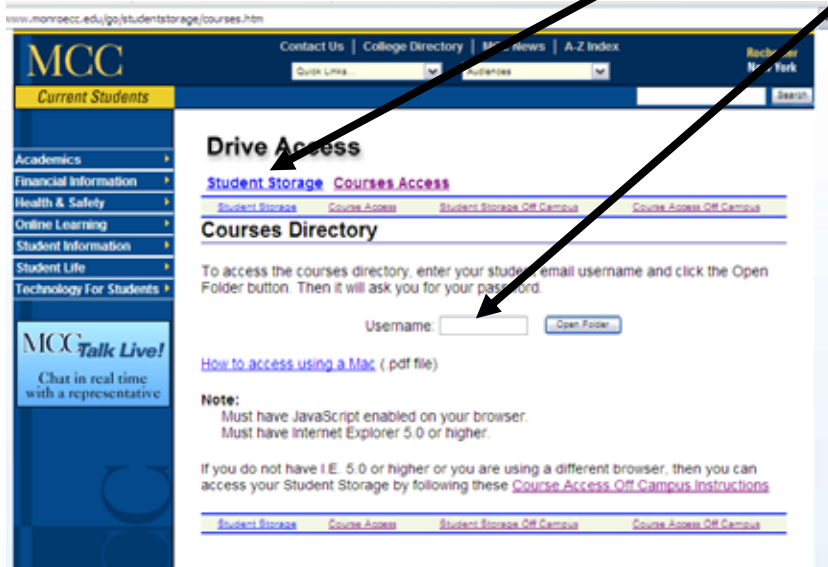 www.monroecc.edu/go/studentstorage/courses.htm
MCC
Contact Us | College Directory | MCC News | A-Z Index
Quick Links...
Audiences
Rochester
New York
Current Students
Search
Academics
Financial Information
Health & Safety
Online Learning
Student Information
Student Life
Technology For Students
MCC Talk Live!
Chat in real time
with a representative
Drive Access
Student Storage Courses Access
Student Storage Course Access Student Storage Off Campus Course Access Off Campus
Courses Directory
To access the courses directory, enter your student email username and click the Open
Folder button. Then it will ask you for your password.
Username: Open Folder
How to access using a Mac (.pdf file)
Note:
Must have JavaScript enabled on your browser.
Must have Internet Explorer 5.0 or higher.
If you do not have I.E. 5.0 or higher or you are using a different browser, then you can
access your Student Storage by following these Course Access Off Campus Instructions
Student Storage Course Access Student Storage Off Campus Course Access Off Campus